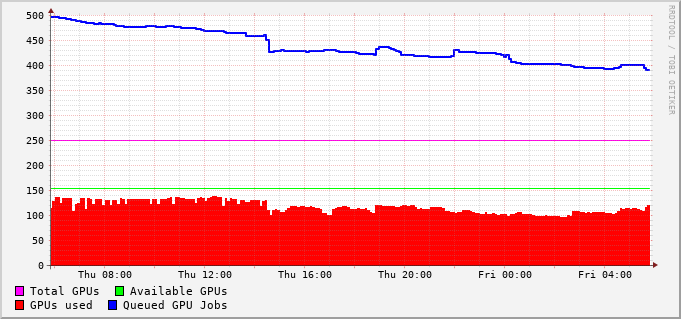 RRDTOOL / TOBI OETIKER
500
450
400
350
300
250
200
150
100
50
0
Thu 08:00 Thu 12:00 Thu 16:00 Thu 20:00 Fri 00:00 Fri 04:00
Total GPUs Available GPUs
GPUs used Queued GPU Jobs